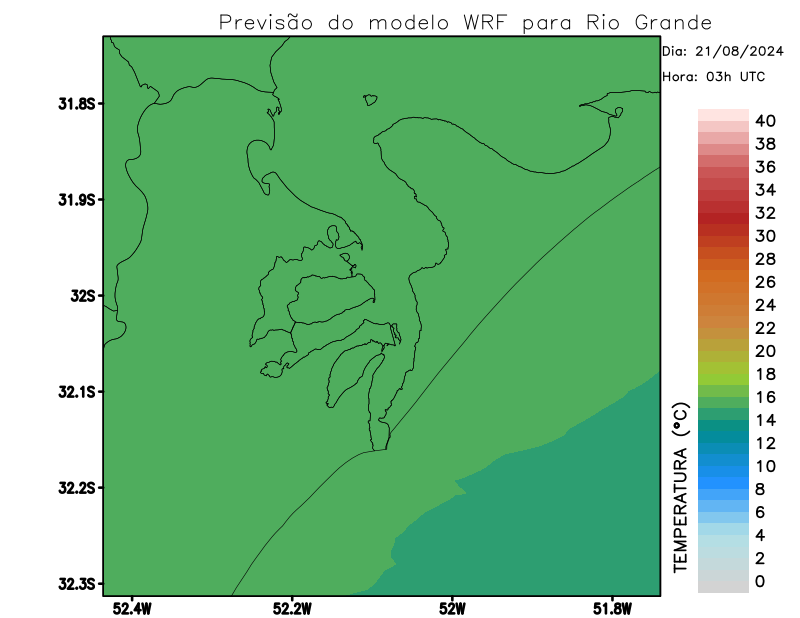 Previsão do modelo WRF para Rio Grande
Dia: 21/08/2024
Hora: 03h UTC
31.8S
31.9S
32S
32.1S
32.2S
32.3S
52.4W
52.2W
52W
51.8W
TEMPERATURA (°C)
40
38
36
34
32
30
28
26
24
22
20
18
16
14
12
10
8
6
4
2
0